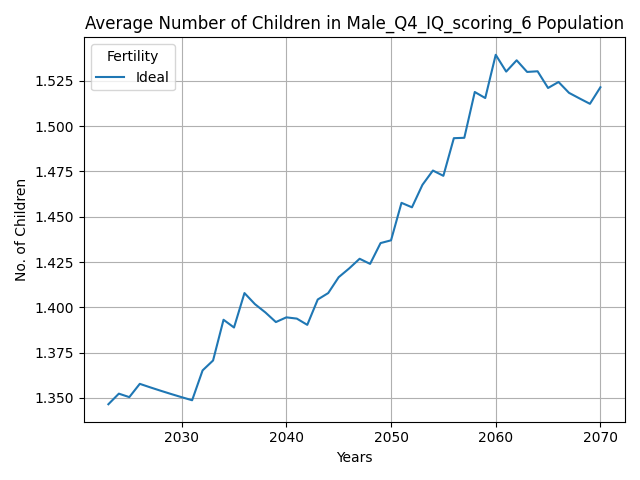 Average Number of Children in Male_Q4_IQ_scoring_6 Population
Fertility
Ideal
1.525
1.500
1.475
1.450
1.425
1.400
1.375
1.350
No. of Children
2030 2040 2050 2060 2070
Years